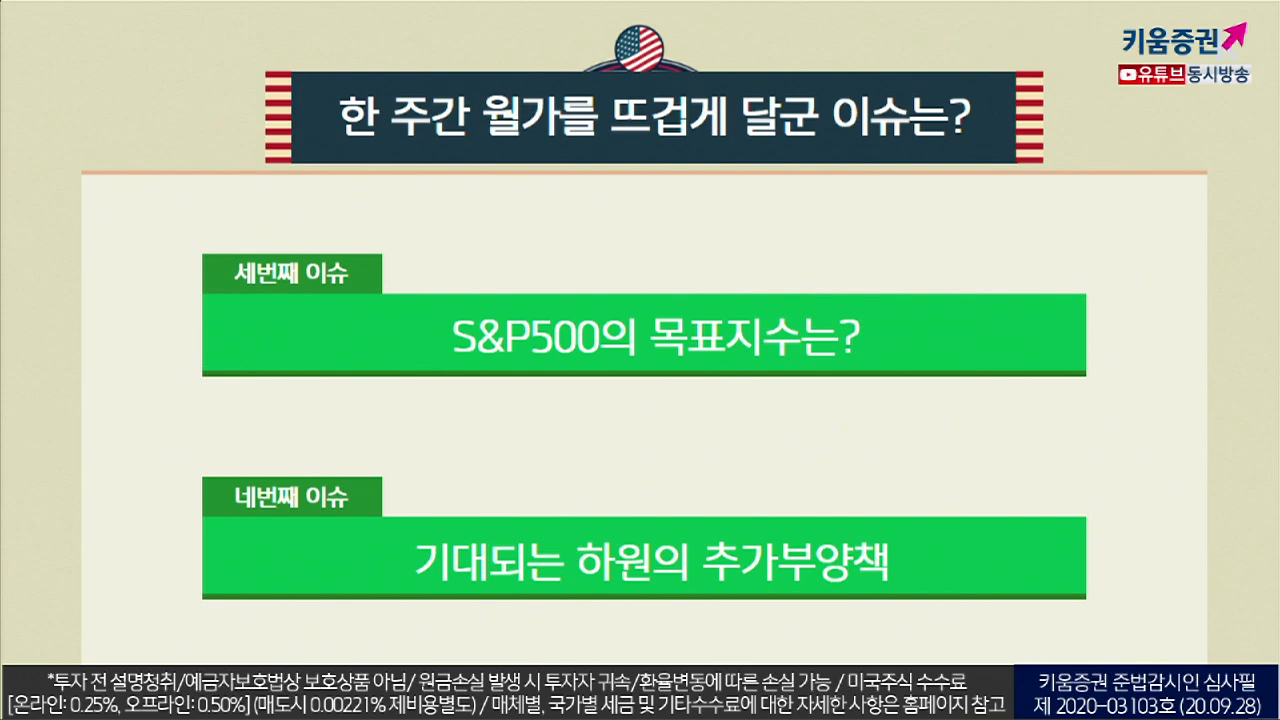 키움증권
유튜브 동시방송
한 주간 월가를 뜨겁게 달군 이슈는?
세번째 이슈
S&P500의 목표지수는?
네번째 이슈
기대되는 하원의 추가부양책
*투자 전 설명청취/예금자보호법상 보호상품 아님/ 원금손실 발생 시 투자자 귀속/환율변동에 따른 손실 가능 / 미국주식 수수료
[온라인: 0.25%, 오프라인: 0.50%] (매도시 0.00221% 제비용별도) / 매체별, 국가별 세금 및 기타수수료에 대한 자세한 사항은 홈페이지 참고
키움증권 준법감시인 심사필
제 2020-03103호 (20.09.28)